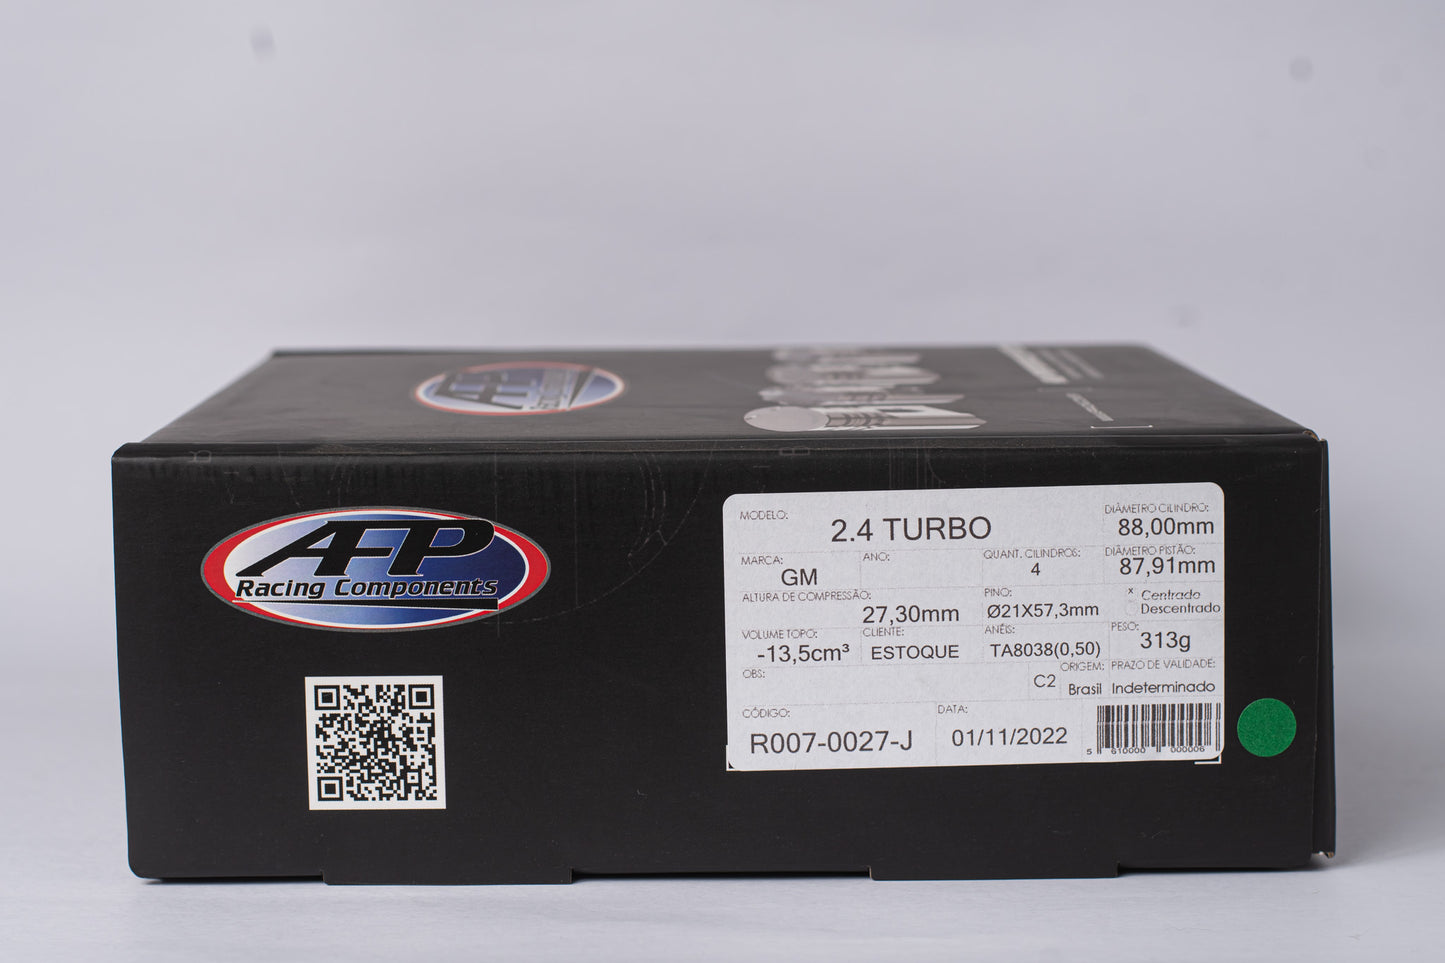 AFP
Racing Components
MODELO:
2.4 TURBO
DIÂMETRO CILINDRO:
88,00mm
MARCA:
GM
ANO:
QUANT. CILINDROS:
4
DIÂMETRO PISTÃO:
87,91mm
ALTURA DE COMPRESSÃO:
27,30mm
PINO:
Ø21X57,3mm
x Centrado
Descentrado
VOLUME TOPO:
-13,5cm³
CLIENTE:
ESTOQUE
ANÉIS:
TA8038(0,50)
PESO:
313g
OBS:
C2
ORIGEM:
Brasil
PRAZO DE VALIDADE:
Indeterminado
CÓDIGO:
R007-0027-J
DATA:
01/11/2022
5 610000 000006